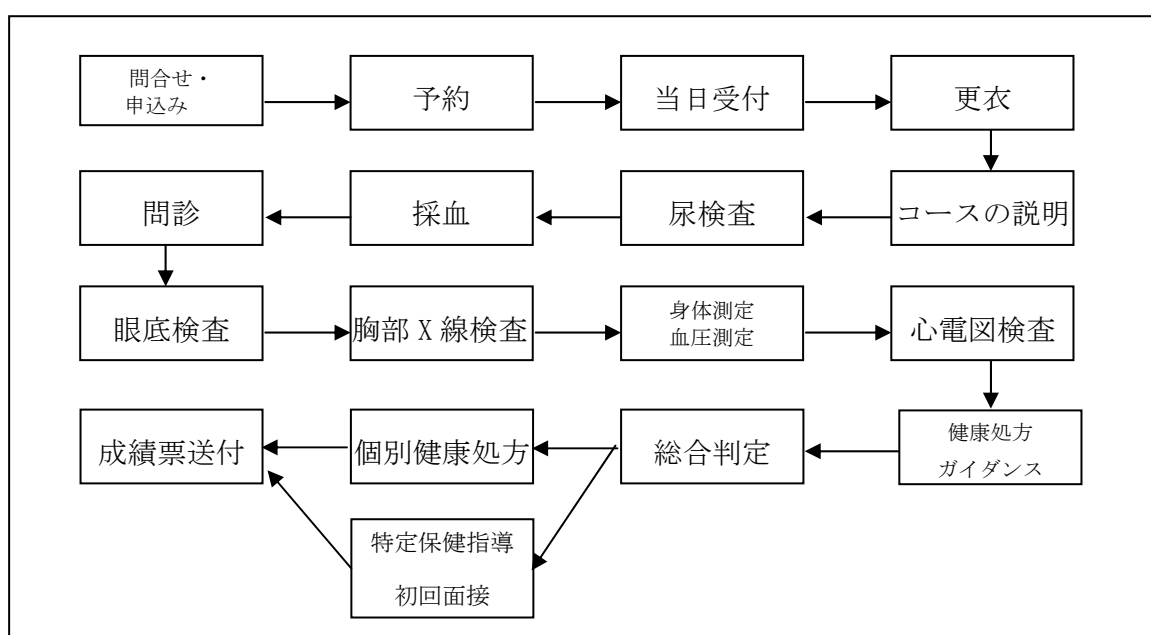 問合せ・
申込み
予約
当日受付
更衣
コースの説明
尿検査
採血
問診
眼底検査
胸部X線検査
身体測定
血圧測定
心電図検査
健康処方
ガイダンス
総合判定
個別健康処方
成績票送付
特定保健指導
初回面接